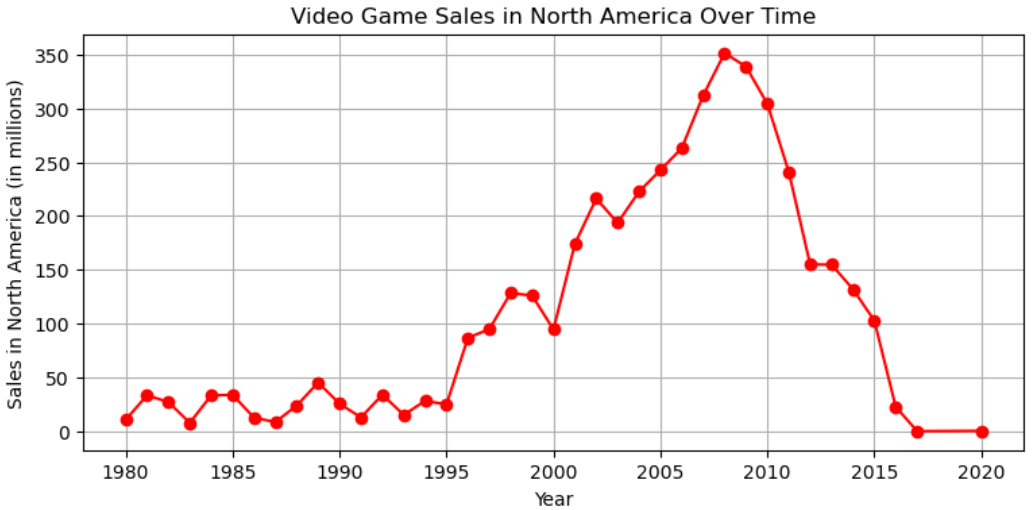 Video Game Sales in North America Over Time
Sales in North America (in millions)
350
300
250
200
150
100
50
0
1980 1985 1990 1995 2000 2005 2010 2015 2020
Year